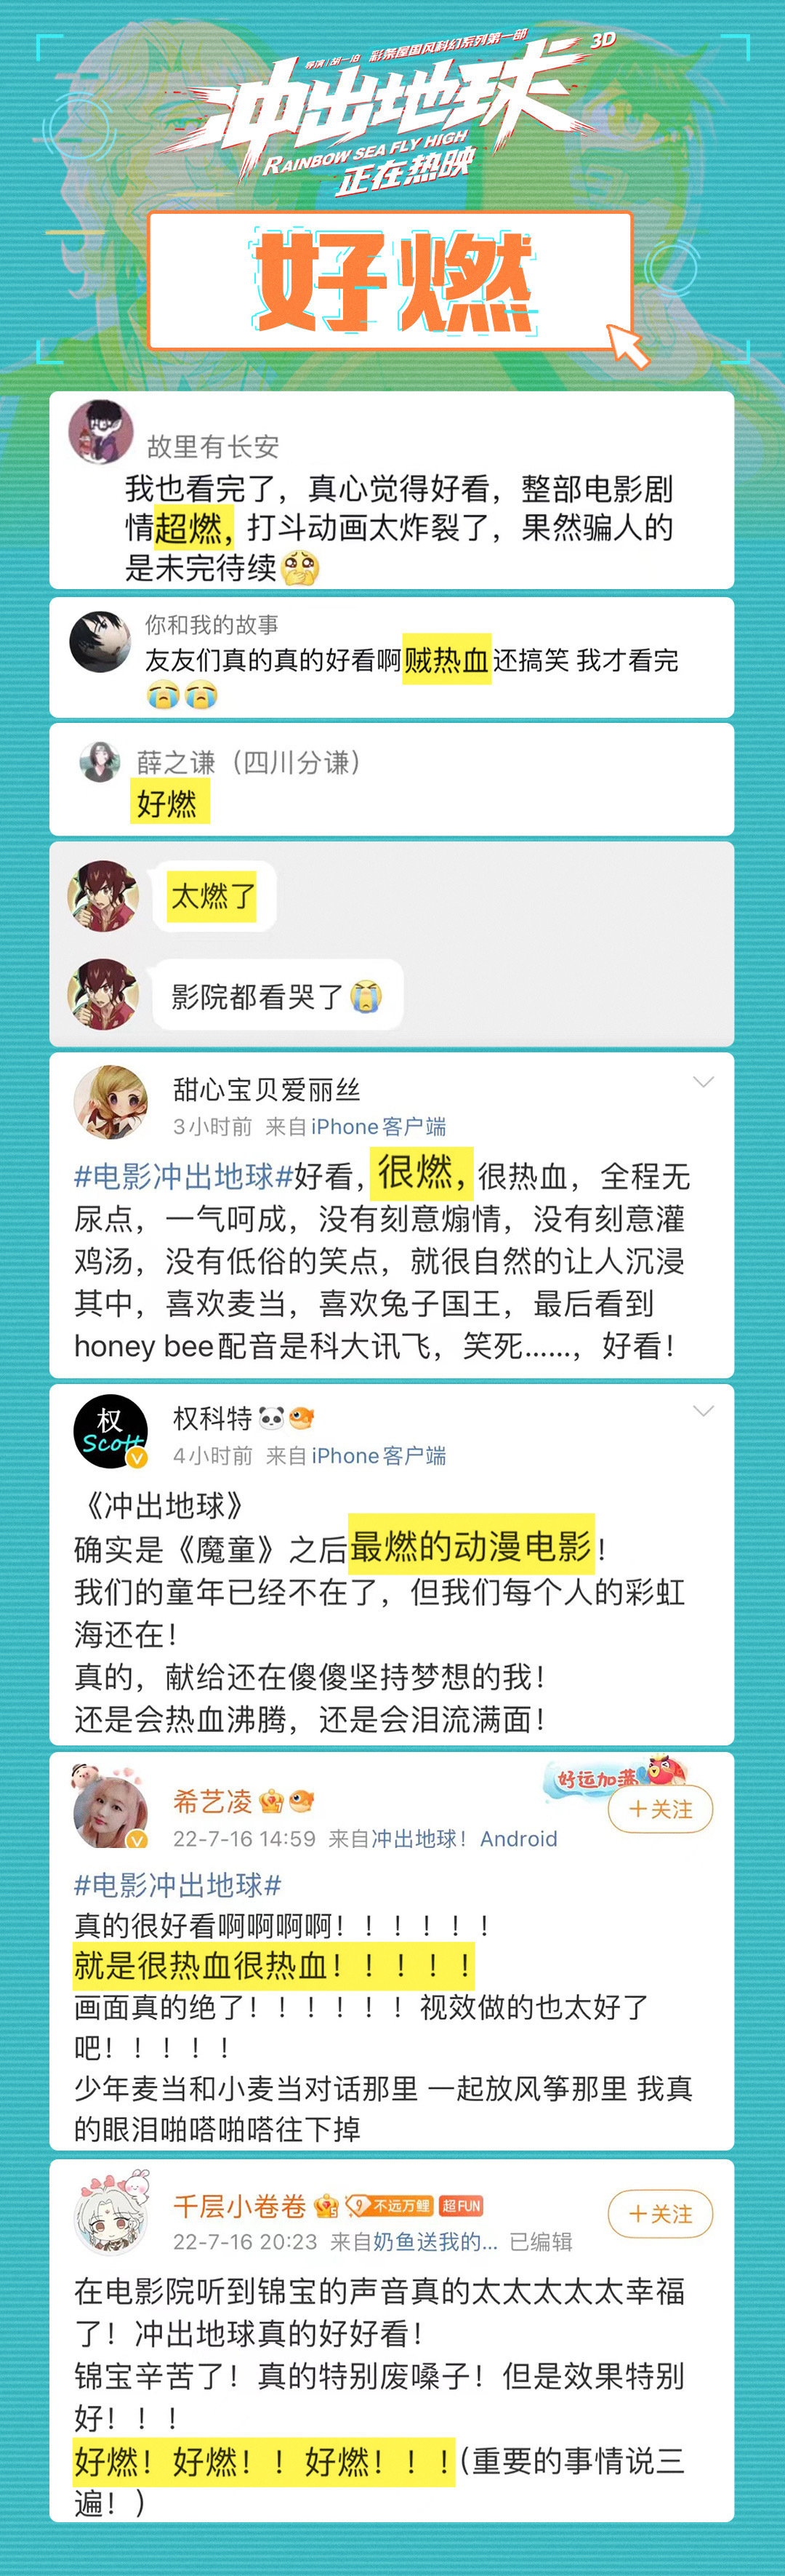 导演/胡一泊 彩条屋国风科幻系列第一部
冲出地球
3D
RAINBOW SEA FLY HIGH
正在热映
好燃
故里有长安
我也看完了，真心觉得好看，整部电影剧
情超燃，打斗动画太炸裂了，果然骗人的
是未完待续
你和我的故事
友友们真的真的好看啊贼热血还搞笑 我才看完
薛之谦（四川分谦）
好燃
太燃了
影院都看哭了
甜心宝贝爱丽丝
3小时前 来自iPhone客户端
#电影冲出地球#好看，很燃，很热血，全程无
尿点，一气呵成，没有刻意煽情，没有刻意灌
鸡汤，没有低俗的笑点，就很自然的让人沉浸
其中，喜欢麦当，喜欢兔子国王，最后看到
honey bee配音是科大讯飞，笑死……，好看！
权
Scott
权科特
4小时前 来自iPhone客户端
《冲出地球》
确实是《魔童》之后最燃的动漫电影！
我们的童年已经不在了，但我们每个人的彩虹
海还在！
真的，献给还在傻傻坚持梦想的我！
还是会热血沸腾，还是会泪流满面！
好运加满
希艺凌
＋关注
22-7-16 14:59 来自冲出地球！Android
#电影冲出地球#
真的很好看啊啊啊啊！！！！！！
就是很热血很热血！！！！！
画面真的绝了！！！！！！视效做的也太好了
吧！！！！！
少年麦当和小麦当对话那里 一起放风筝那里 我真
的眼泪啪嗒啪嗒往下掉
千层小卷卷 9 不远万鲤 超FUN
＋关注
22-7-16 20:23 来自奶鱼送我的... 已编辑
在电影院听到锦宝的声音真的太太太太太幸福
了！冲出地球真的好好看！
锦宝辛苦了！真的特别废嗓子！但是效果特别
好！！！
好燃！好燃！！好燃！！！(重要的事情说三
遍！)